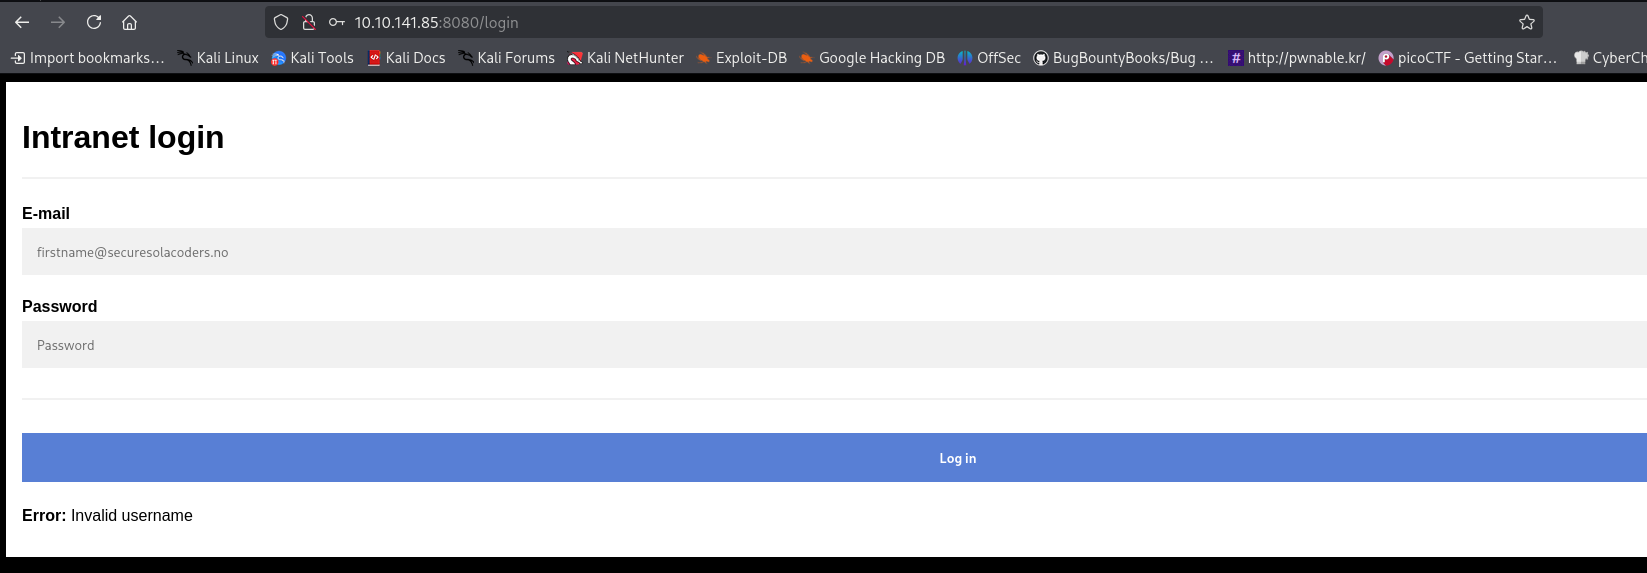 10.10.141.85:8080/login
Import bookmarks... Kali Linux Kali Tools Kali Docs Kali Forums Kali NetHunter Exploit-DB Google Hacking DB OffSec BugBountyBooks/Bug ... # http://pwnable.kr/ picoCTF - Getting Star... CyberCh
Intranet login
E-mail
firstname@securesolacoders.no
Password
Password
Log in
Error: Invalid username